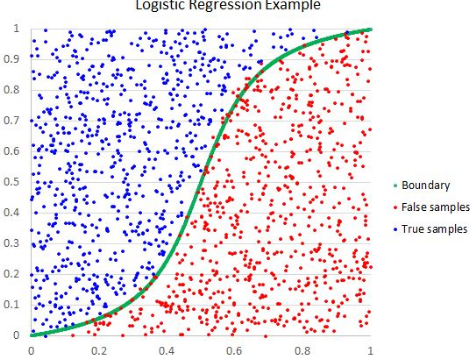 Logistic Regression Example
1
0.9
0.8
0.7
0.6
0.5
0.4
0.3
0.2
0.1
0
0 0.2 0.4 0.6 0.8 1
Boundary
False samples
True samples